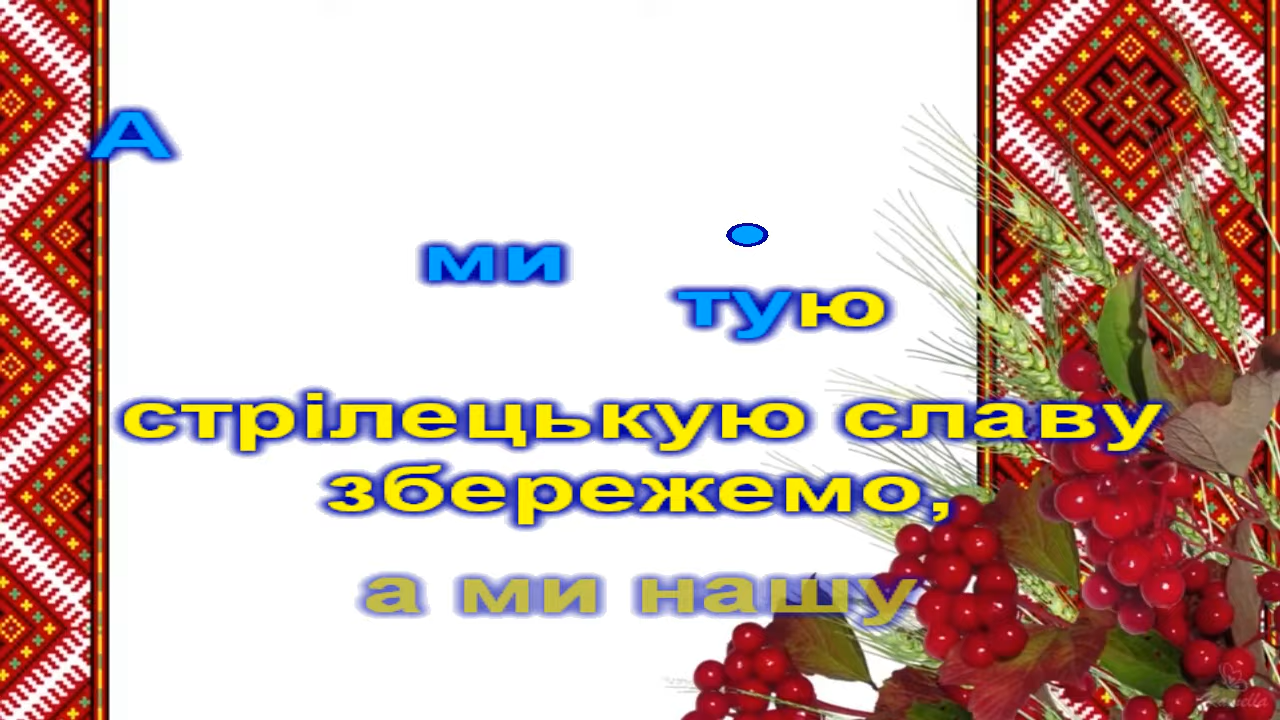 А
ми
тую
стрілецькую славу
збережемо,
а ми нашу